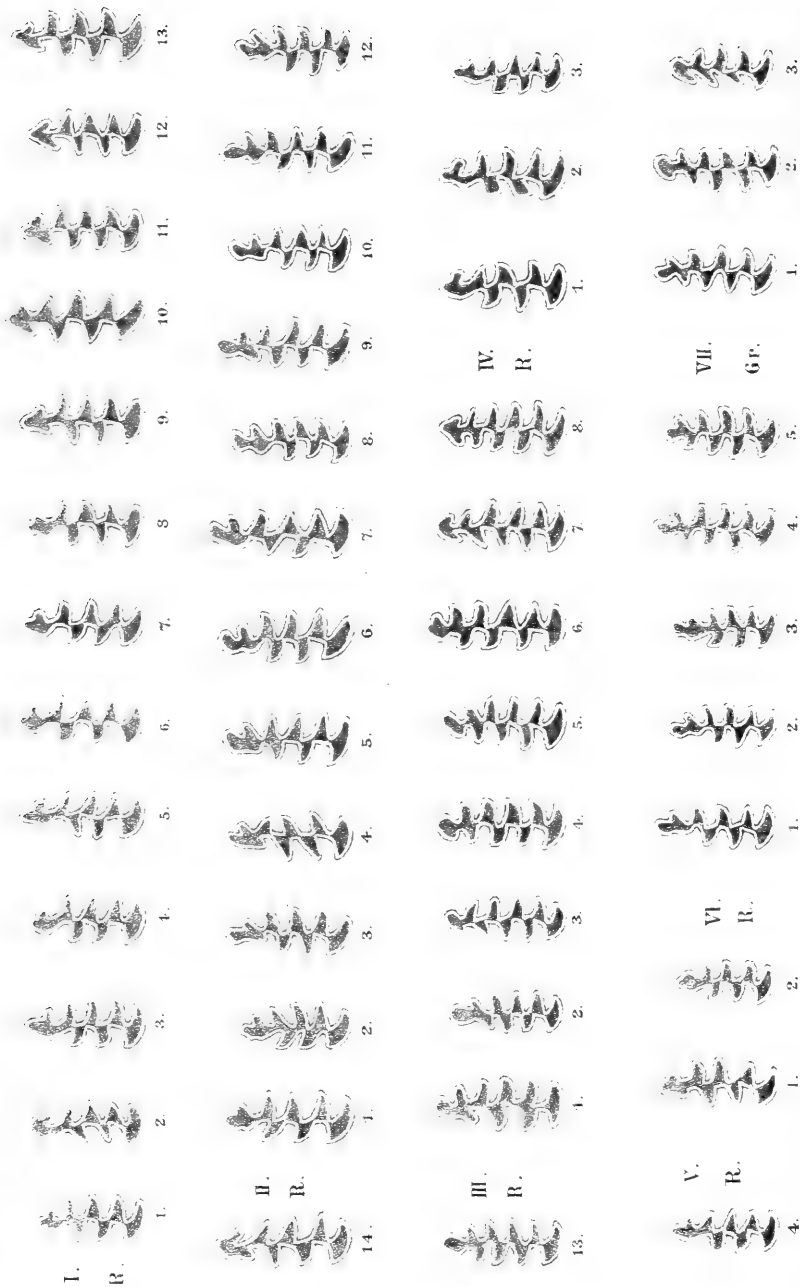 I.
R.
1. 2. 3. 4. 5. 6. 7. 8 9. 10. 11. 12. 13.
II.
R.
14. 1. 2. 3. 4. 5. 6. 7. 8. 9. 10. 11. 12.
III. IV.
R. R.
13. 1. 2. 3. 4. 5. 6. 7. 8. 1. 2. 3.
V. VI. VII.
R. R. Gr.
4. 1. 2. 1. 2. 3. 4. 5. 1. 2. 3.